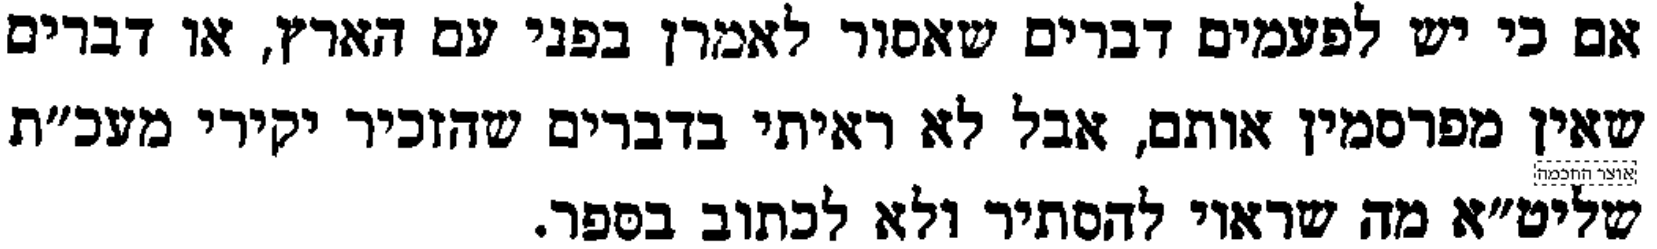 אם כי יש לפעמים דברים שאסור לאמרן בפני עם הארץ, או דברים
שאין מפרסמין אותם, אבל לא ראיתי בדברים שהזכיר יקירי מעכ״ת
אוצר החכמה
שליט״א מה שראוי להסתיר ולא לכתוב בספר.